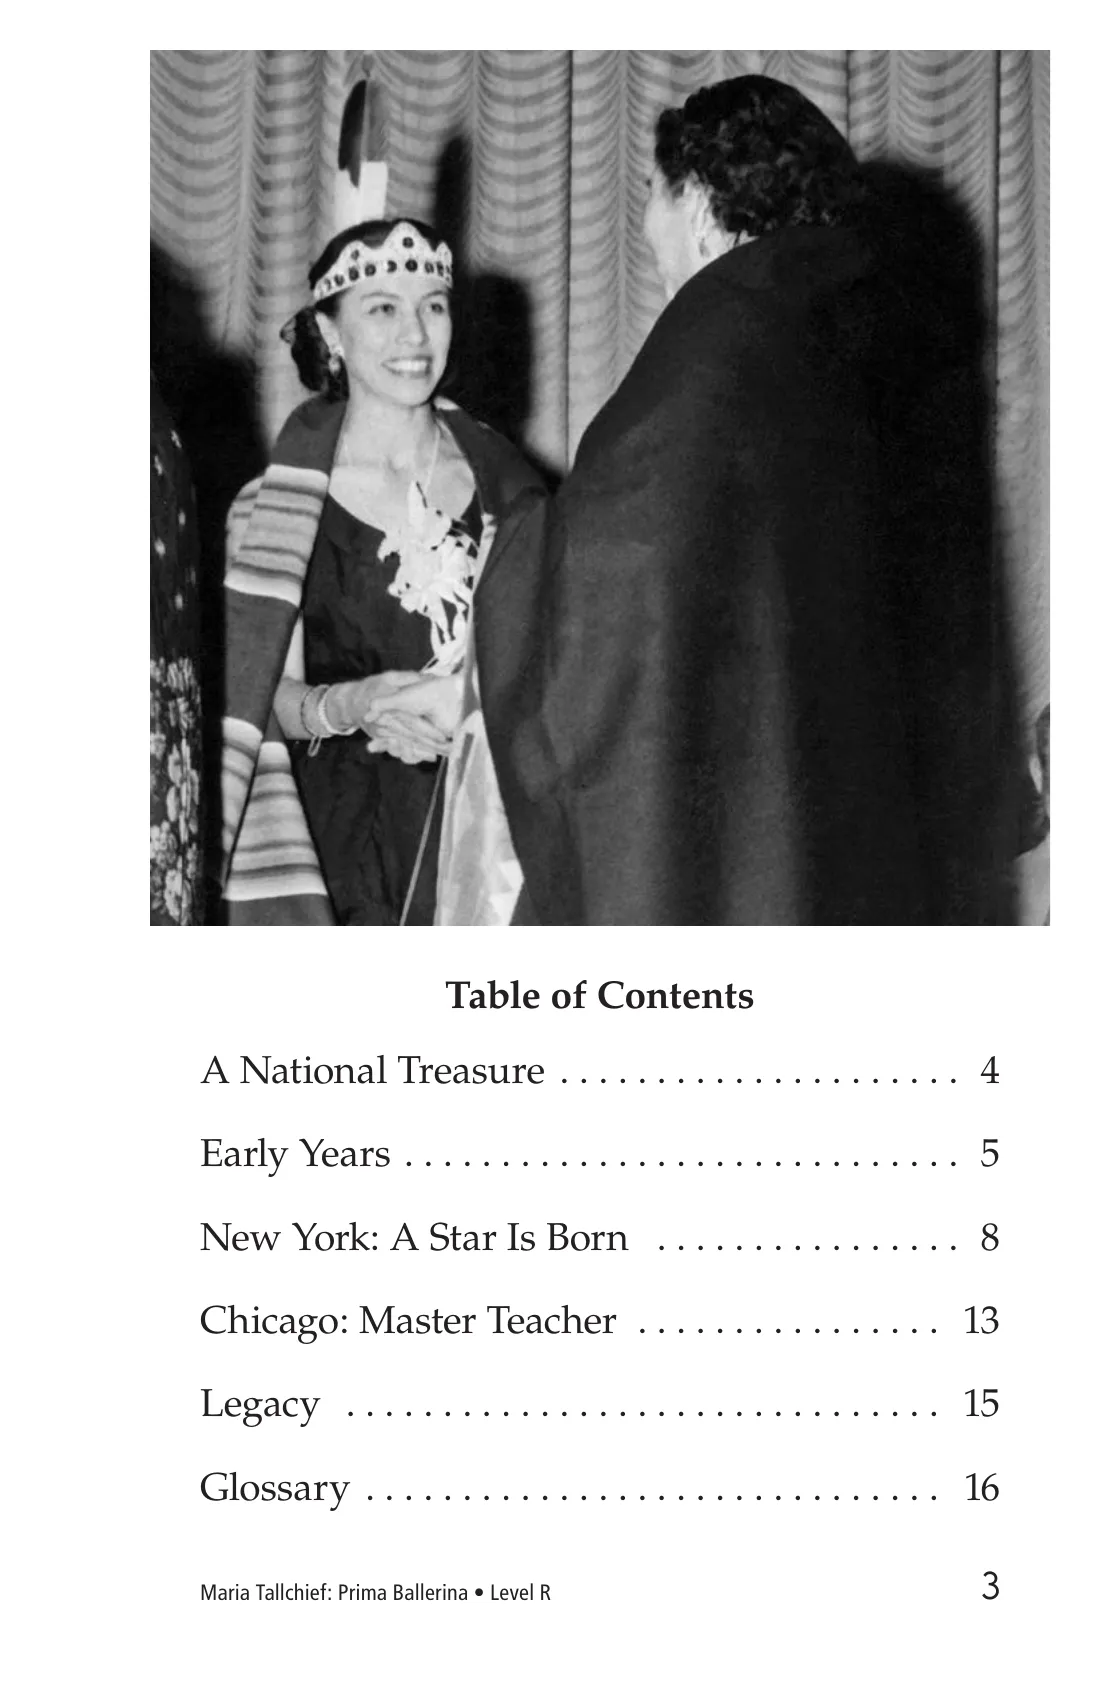 Table of Contents
A National Treasure . . . . . . . . . . . . . . . . . . . . . 4
Early Years . . . . . . . . . . . . . . . . . . . . . . . . . . . . . 5
New York: A Star Is Born . . . . . . . . . . . . . . . . 8
Chicago: Master Teacher . . . . . . . . . . . . . . . . 13
Legacy . . . . . . . . . . . . . . . . . . . . . . . . . . . . . . . 15
Glossary . . . . . . . . . . . . . . . . . . . . . . . . . . . . . . 16
Maria Tallchief: Prima Ballerina • Level R 3